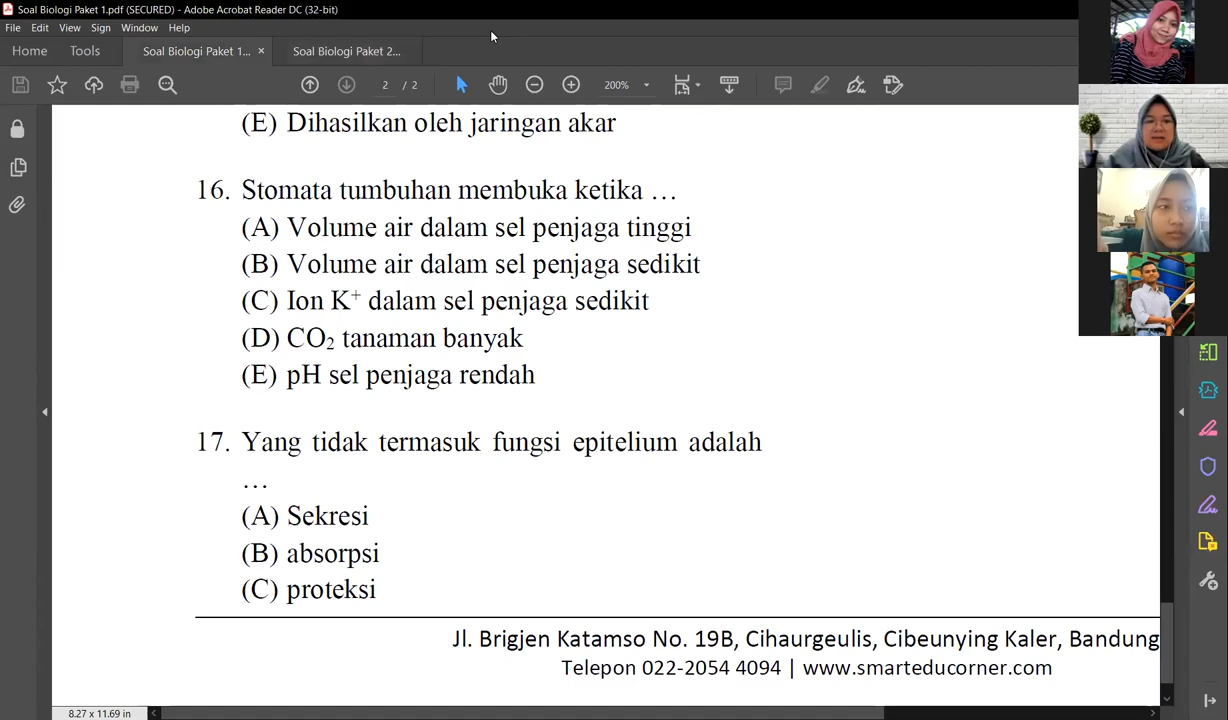 Soal Biologi Paket 1.pdf (SECURED) - Adobe Acrobat Reader DC (32-bit)
File Edit View Sign Window Help
Home Tools Soal Biologi Paket 1... × Soal Biologi Paket 2...
2 / 2 200%
(E) Dihasilkan oleh jaringan akar
16. Stomata tumbuhan membuka ketika …
(A) Volume air dalam sel penjaga tinggi
(B) Volume air dalam sel penjaga sedikit
(C) Ion K⁺ dalam sel penjaga sedikit
(D) CO₂ tanaman banyak
(E) pH sel penjaga rendah
17. Yang tidak termasuk fungsi epitelium adalah
…
(A) Sekresi
(B) absorpsi
(C) proteksi
Jl. Brigjen Katamso No. 19B, Cihaurgeulis, Cibeunying Kaler, Bandung
Telepon 022-2054 4094 | www.smarteducorner.com
8.27 x 11.69 in